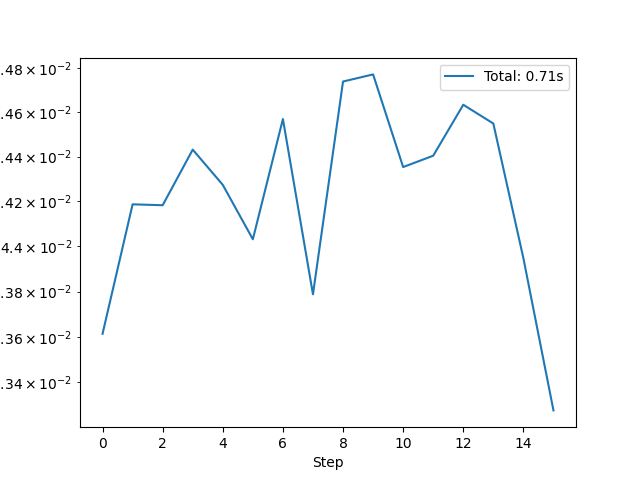 Total: 0.71s
.48 × 10⁻²
.46 × 10⁻²
.44 × 10⁻²
.42 × 10⁻²
4.4 × 10⁻²
.38 × 10⁻²
.36 × 10⁻²
.34 × 10⁻²
0 2 4 6 8 10 12 14
Step